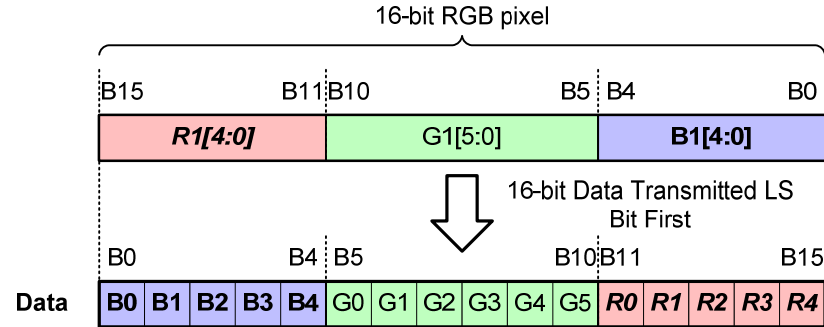 16-bit RGB pixel
B15 B11 B10 B5 B4 B0
R1[4:0] G1[5:0] B1[4:0]
16-bit Data Transmitted LS
Bit First
B0 B4 B5 B10 B11 B15
Data B0 B1 B2 B3 B4 G0 G1 G2 G3 G4 G5 R0 R1 R2 R3 R4